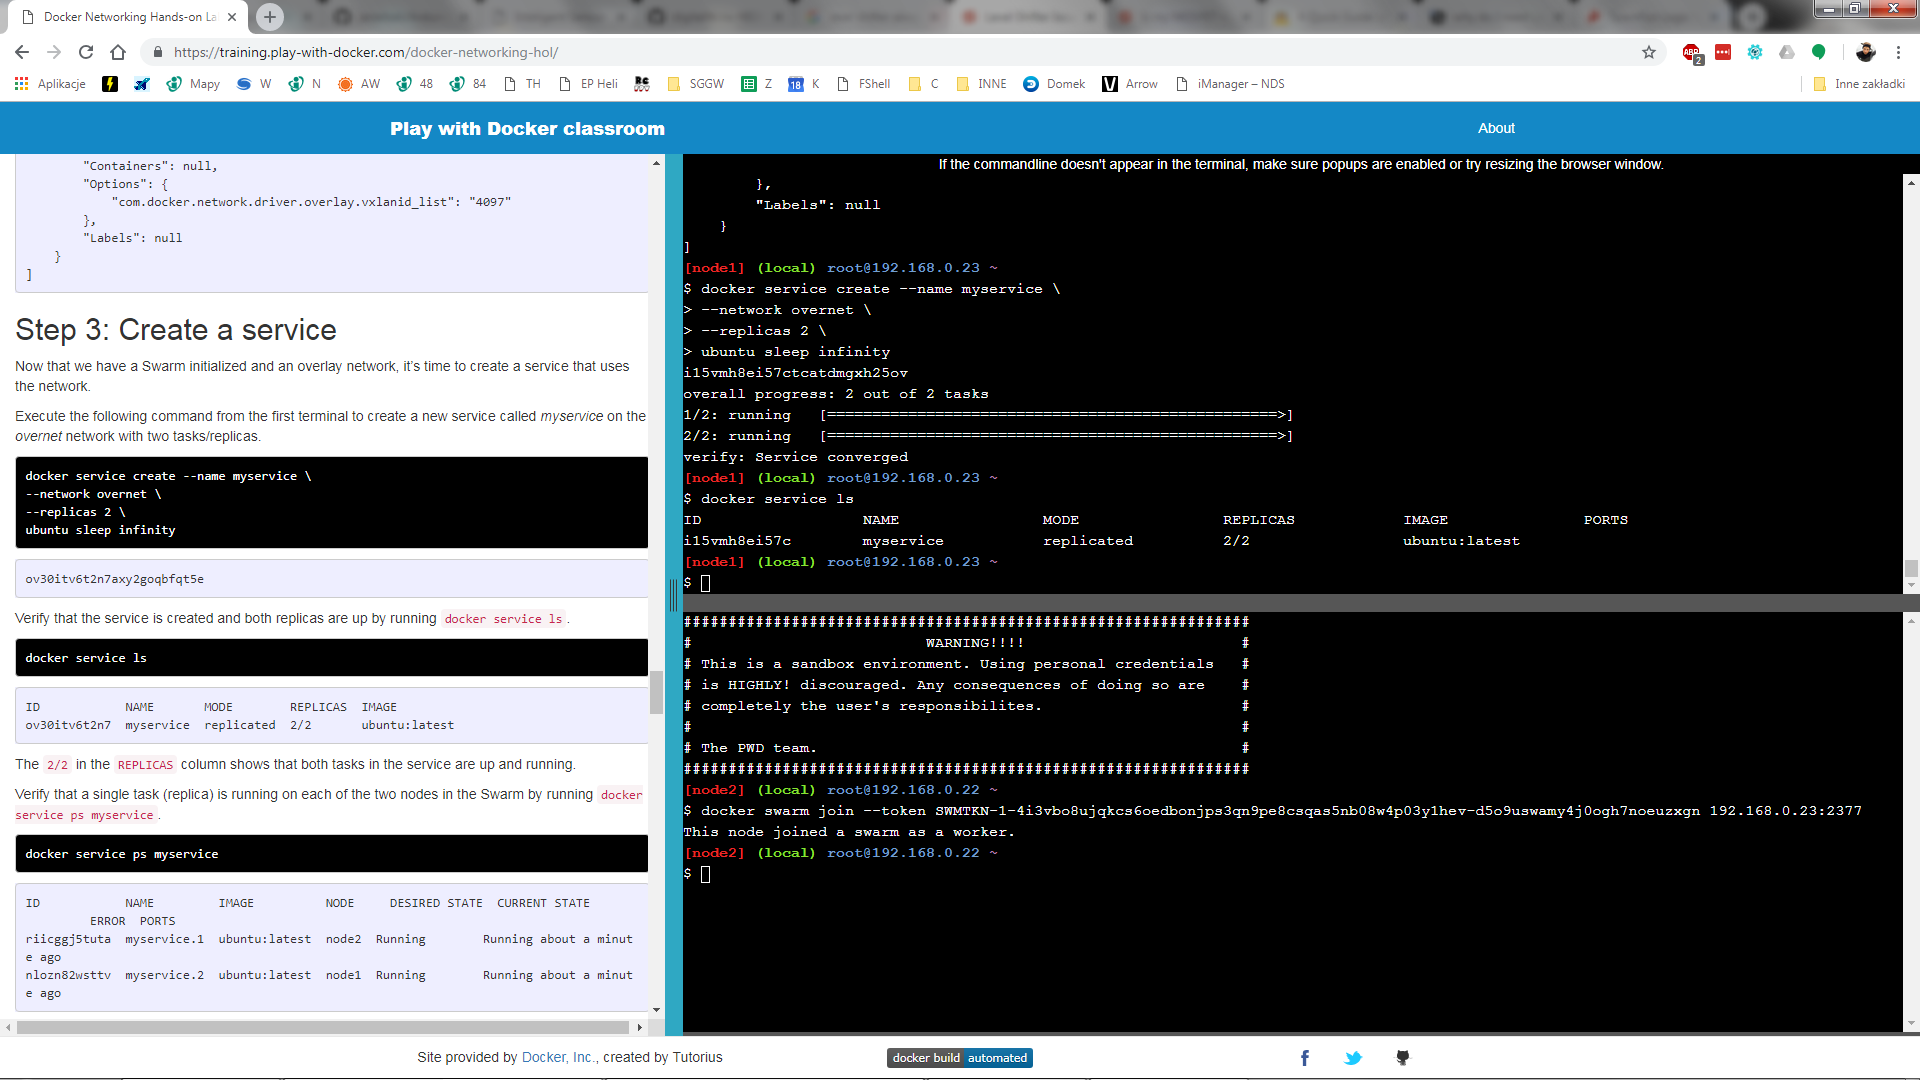 Docker Networking Hands-on La
https://training.play-with-docker.com/docker-networking-hol/
2
Aplikacje
Mapy
W
N
AW
48
84
TH
EP Heli
SGGW
Z
18
K
FShell
C
INNE
Domek
Arrow
iManager – NDS
Inne zakładki
Play with Docker classroom
About
"Containers": null,
"Options": {
"com.docker.network.driver.overlay.vxlanid_list": "4097"
},
"Labels": null
}
]
Step 3: Create a service
Now that we have a Swarm initialized and an overlay network, it's time to create a service that uses
the network.
Execute the following command from the first terminal to create a new service called myservice on the
overnet network with two tasks/replicas.
docker service create --name myservice \
--network overnet \
--replicas 2 \
ubuntu sleep infinity
ov30itv6t2n7axy2goqbfqt5e
Verify that the service is created and both replicas are up by running docker service ls .
docker service ls
ID NAME MODE REPLICAS IMAGE
ov30itv6t2n7 myservice replicated 2/2 ubuntu:latest
The 2/2 in the REPLICAS column shows that both tasks in the service are up and running.
Verify that a single task (replica) is running on each of the two nodes in the Swarm by running docker
service ps myservice .
docker service ps myservice
ID NAME IMAGE NODE DESIRED STATE CURRENT STATE
ERROR PORTS
riicggj5tuta myservice.1 ubuntu:latest node2 Running Running about a minut
e ago
nlozn82wsttv myservice.2 ubuntu:latest node1 Running Running about a minut
e ago
If the commandline doesn't appear in the terminal, make sure popups are enabled or try resizing the browser window.
},
"Labels": null
}
]
[node1] (local) root@192.168.0.23 ~
$ docker service create --name myservice \
> --network overnet \
> --replicas 2 \
> ubuntu sleep infinity
i15vmh8ei57ctcatdmgxh25ov
overall progress: 2 out of 2 tasks
1/2: running [==================================================>]
2/2: running [==================================================>]
verify: Service converged
[node1] (local) root@192.168.0.23 ~
$ docker service ls
ID NAME MODE REPLICAS IMAGE PORTS
i15vmh8ei57c myservice replicated 2/2 ubuntu:latest
[node1] (local) root@192.168.0.23 ~
$
###############################################################
# WARNING!!!! #
# This is a sandbox environment. Using personal credentials #
# is HIGHLY! discouraged. Any consequences of doing so are #
# completely the user's responsibilites. #
# #
# The PWD team. #
###############################################################
[node2] (local) root@192.168.0.22 ~
$ docker swarm join --token SWMTKN-1-4i3vbo8ujqkcs6oedbonjps3qn9pe8csqas5nb08w4p03y1hev-d5o9uswamy4j0ogh7noeuzxgn 192.168.0.23:2377
This node joined a swarm as a worker.
[node2] (local) root@192.168.0.22 ~
$
Site provided by Docker, Inc., created by Tutorius
docker build automated